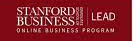 STANFORD
BUSINESS
LEAD
ONLINE BUSINESS PROGRAM